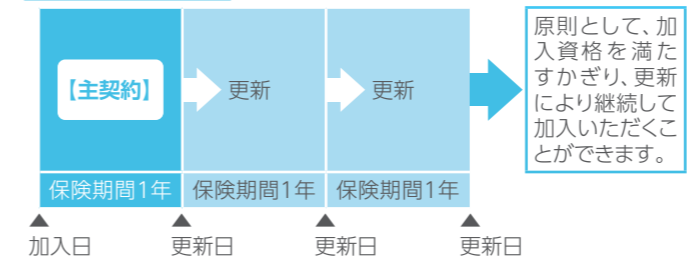 【主契約】
更新
更新
原則として、加
入資格を満た
すかぎり、更新
により継続して
加入いただくこ
とができます。
保険期間1年
保険期間1年
保険期間1年
加入日
更新日
更新日
更新日